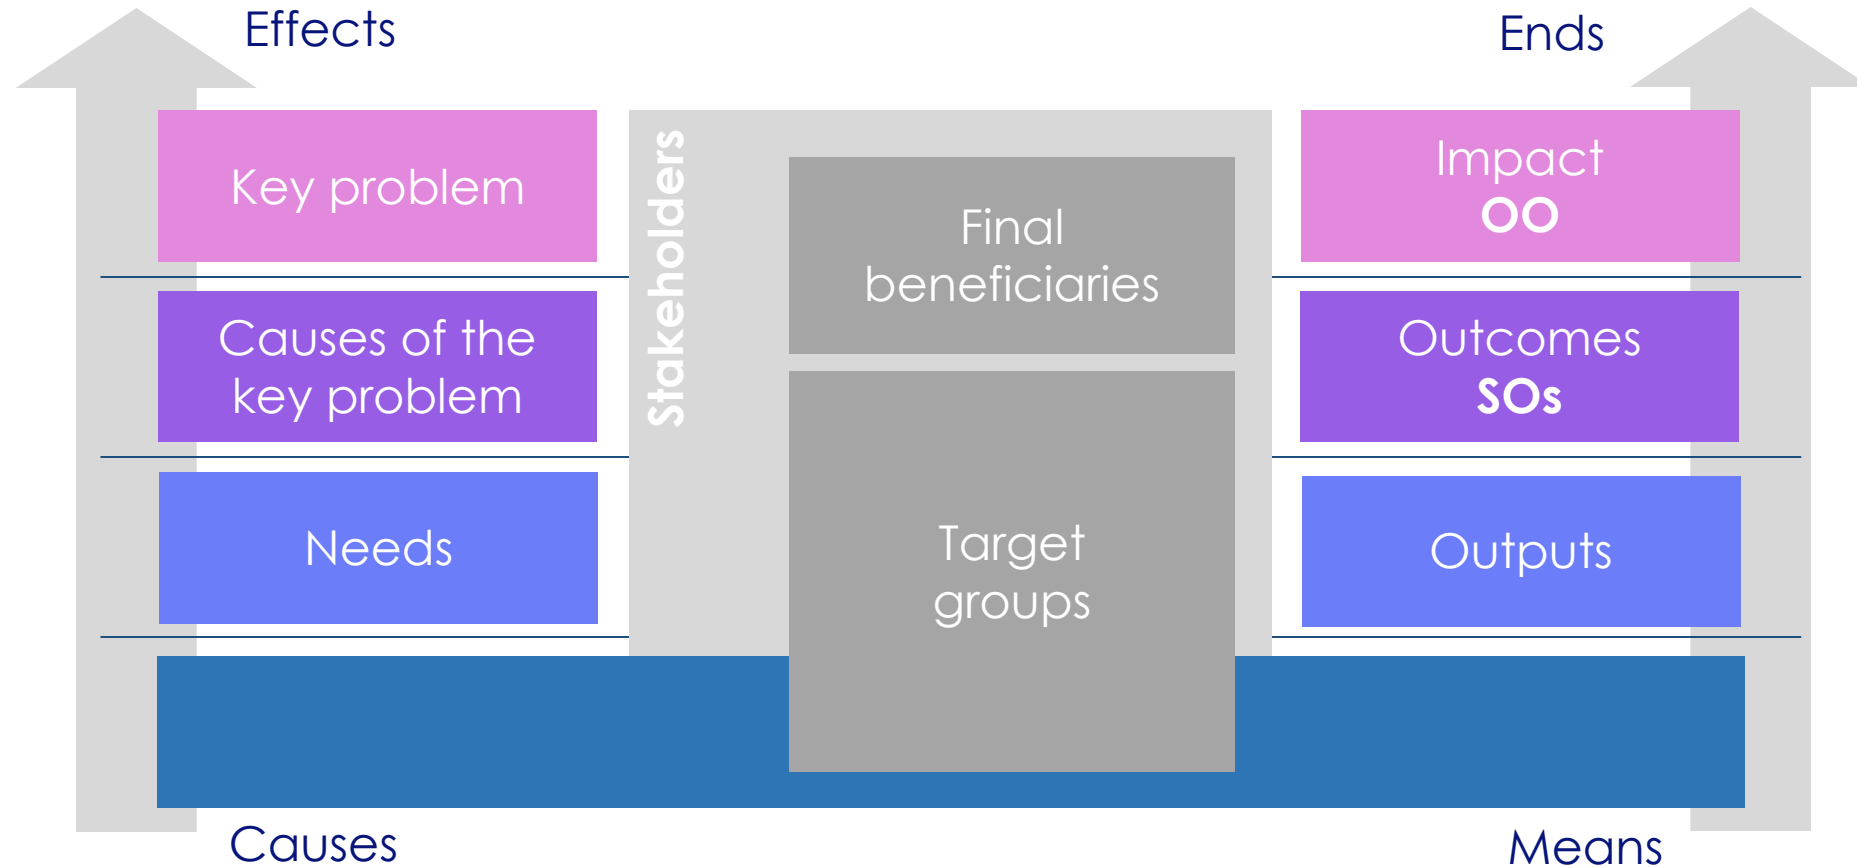 Effects
Ends
Key problem
Stakeholders
Final
beneficiaries
Impact
OO
Causes of the
key problem
Outcomes
SOs
Needs
Target
groups
Outputs
Causes
Means